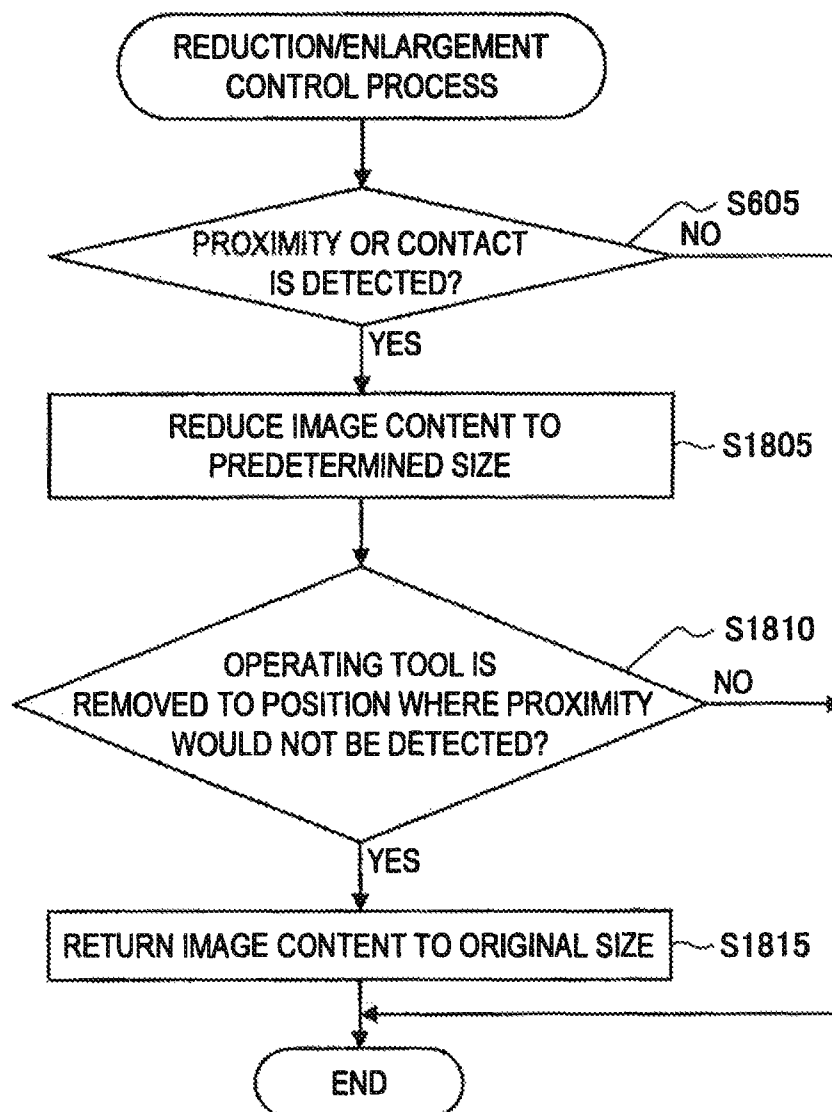 REDUCTION/ENLARGEMENT
CONTROL PROCESS
S605
PROXIMITY OR CONTACT
IS DETECTED?
NO
YES
REDUCE IMAGE CONTENT TO
PREDETERMINED SIZE
S1805
S1810
OPERATING TOOL IS
REMOVED TO POSITION WHERE PROXIMITY
WOULD NOT BE DETECTED?
NO
YES
RETURN IMAGE CONTENT TO ORIGINAL SIZE
S1815
END